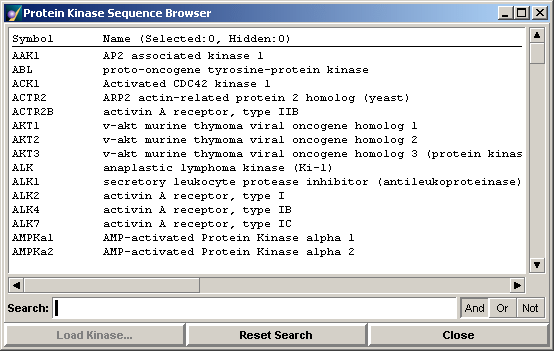 Protein Kinase Sequence Browser
Symbol Name (Selected:0, Hidden:0)
AAK1 AP2 associated kinase 1
ABL proto-oncogene tyrosine-protein kinase
ACK1 Activated CDC42 kinase 1
ACTR2 ARP2 actin-related protein 2 homolog (yeast)
ACTR2B activin A receptor, type IIB
AKT1 v-akt murine thymoma viral oncogene homolog 1
AKT2 v-akt murine thymoma viral oncogene homolog 2
AKT3 v-akt murine thymoma viral oncogene homolog 3 (protein kinas
ALK anaplastic lymphoma kinase (Ki-1)
ALK1 secretory leukocyte protease inhibitor (antileukoproteinase)
ALK2 activin A receptor, type I
ALK4 activin A receptor, type IB
ALK7 activin A receptor, type IC
AMPKa1 AMP-activated Protein Kinase alpha 1
AMPKa2 AMP-activated Protein Kinase alpha 2
Search: And Or Not
Load Kinase... Reset Search Close